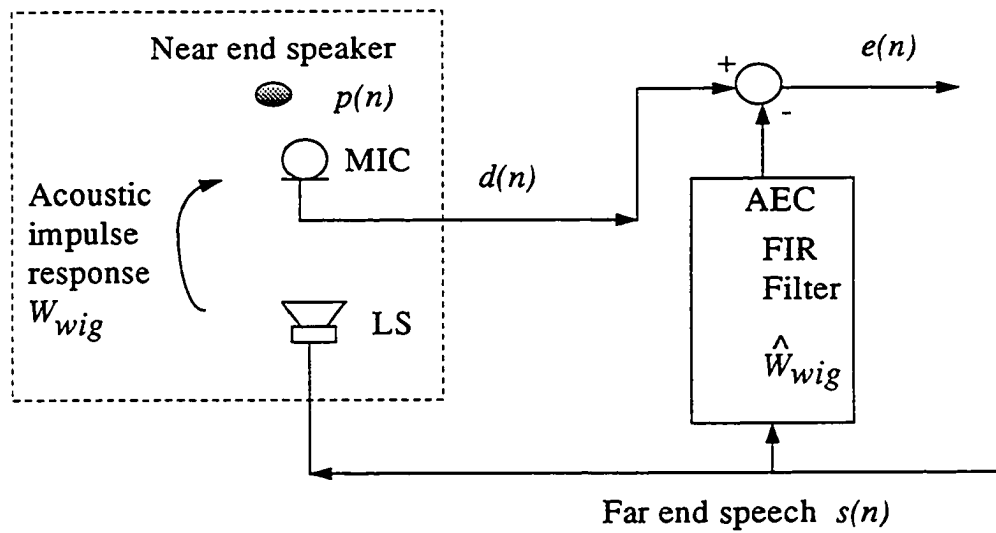 Near end speaker
p(n)
MIC
d(n)
Acoustic
impulse
response
W_wig
LS
+
-
e(n)
AEC
FIR
Filter
Ŵ_wig
Far end speech s(n)